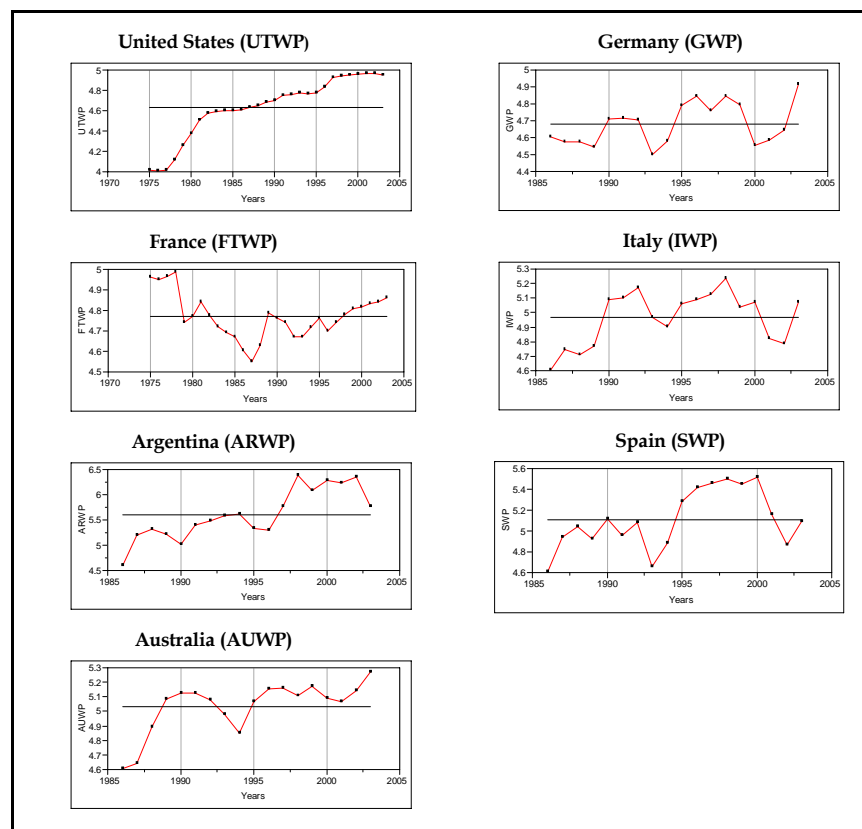 United States (UTWP)
5
4.8
4.6
4.4
4.2
4
UTWP
1970 1975 1980 1985 1990 1995 2000 2005
Years
Germany (GWP)
4.9
4.8
4.7
4.6
4.5
4.4
GWP
1985 1990 1995 2000 2005
Years
France (FTWP)
5
4.9
4.8
4.7
4.6
4.5
FTWP
1970 1975 1980 1985 1990 1995 2000 2005
Years
Italy (IWP)
5.3
5.2
5.1
5
4.9
4.8
4.7
4.6
IWP
1985 1990 1995 2000 2005
Years
Argentina (ARWP)
6.5
6
5.5
5
4.5
ARWP
1985 1990 1995 2000 2005
Years
Spain (SWP)
5.6
5.4
5.2
5
4.8
4.6
SWP
1985 1990 1995 2000 2005
Years
Australia (AUWP)
5.3
5.2
5.1
5
4.9
4.8
4.7
4.6
AUWP
1985 1990 1995 2000 2005
Years